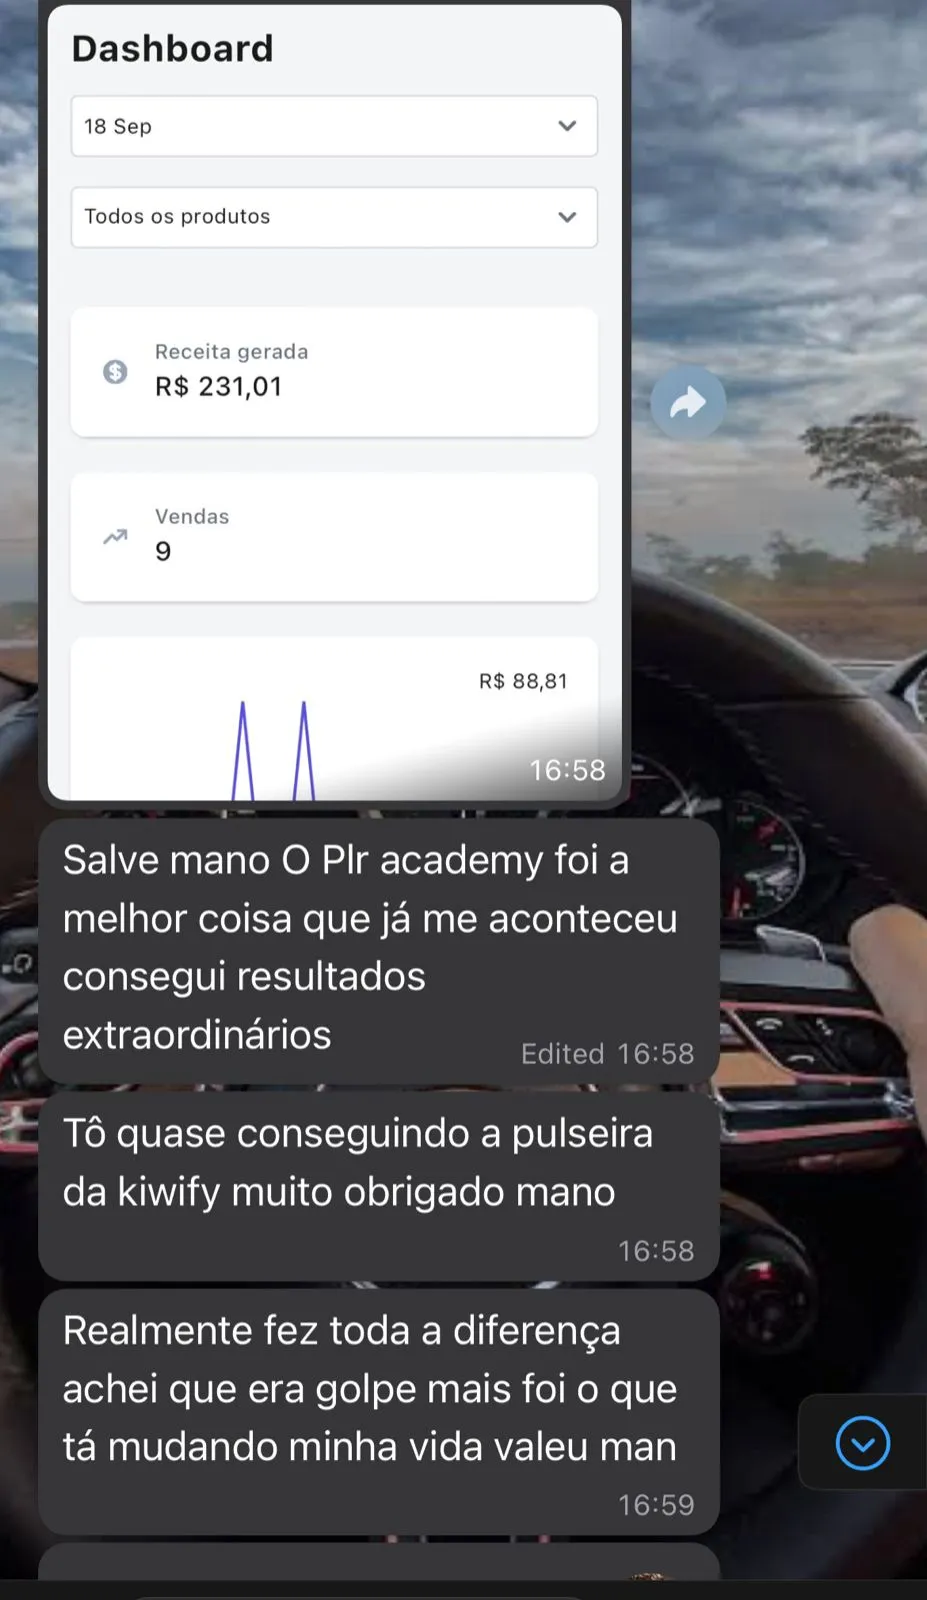 Dashboard
18 Sep
Todos os produtos
Receita gerada
R$ 231,01
Vendas
9
R$ 88,81
16:58
Salve mano O Plr academy foi a
melhor coisa que já me aconteceu
consegui resultados
extraordinários
Edited 16:58
Tô quase conseguindo a pulseira
da kiwify muito obrigado mano
16:58
Realmente fez toda a diferença
achei que era golpe mais foi o que
tá mudando minha vida valeu man
16:59